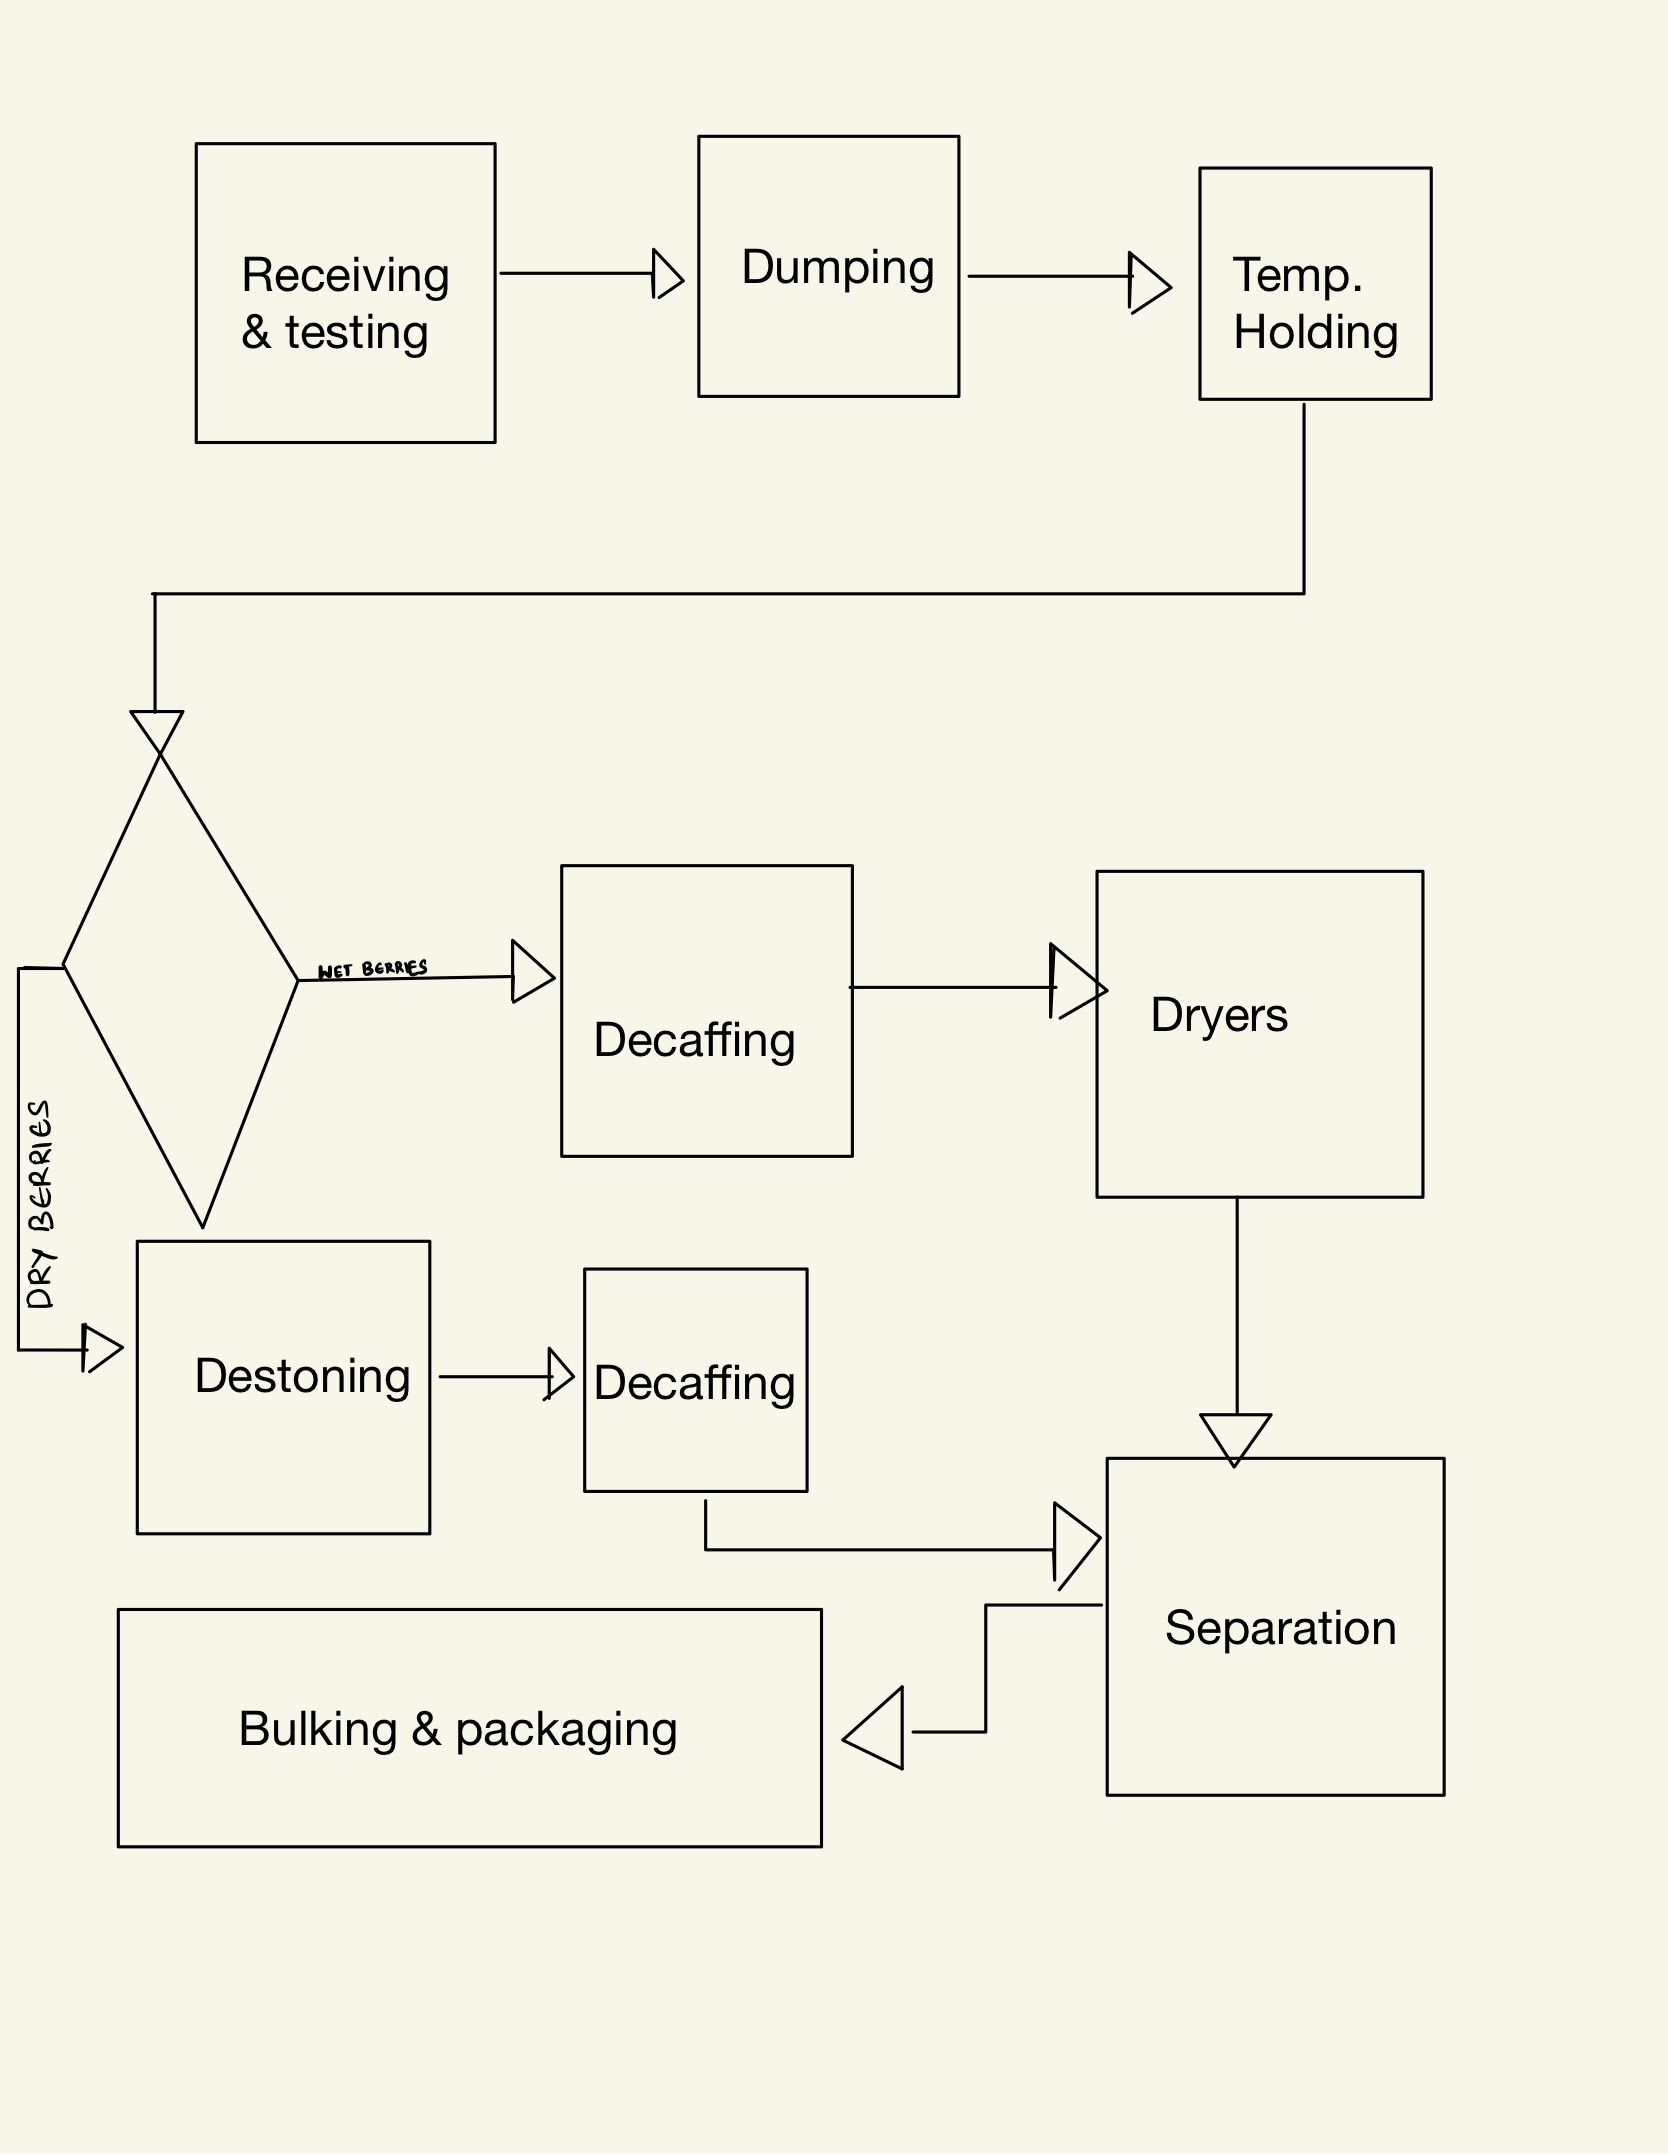 Receiving
& testing
Dumping
Temp.
Holding
WET BERRIES
Decaffing
Dryers
DRY BERRIES
Destoning
Decaffing
Separation
Bulking & packaging